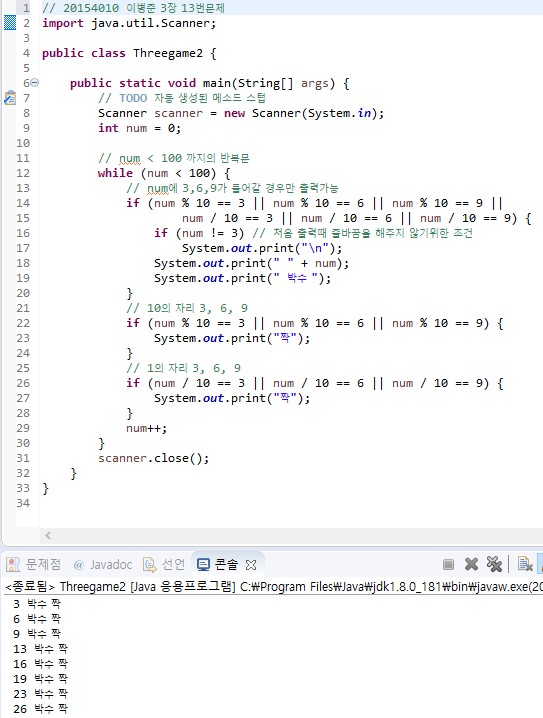 1 // 20154010 이병준 3장 13번문제
2 import java.util.Scanner;
3
4 public class Threegame2 {
5
6 public static void main(String[] args) {
7 // TODO 자동 생성된 메소드 스텁
8 Scanner scanner = new Scanner(System.in);
9 int num = 0;
10
11 // num < 100 까지의 반복문
12 while (num < 100) {
13 // num에 3,6,9가 들어갈 경우만 출력가능
14 if (num % 10 == 3 || num % 10 == 6 || num % 10 == 9 ||
15 num / 10 == 3 || num / 10 == 6 || num / 10 == 9) {
16 if (num != 3) // 처음 출력때 줄바꿈을 해주지 않기위한 조건
17 System.out.print("\n");
18 System.out.print(" " + num);
19 System.out.print(" 박수 ");
20 }
21 // 10의 자리 3, 6, 9
22 if (num % 10 == 3 || num % 10 == 6 || num % 10 == 9) {
23 System.out.print("짝");
24 }
25 // 1의 자리 3, 6, 9
26 if (num / 10 == 3 || num / 10 == 6 || num / 10 == 9) {
27 System.out.print("짝");
28 }
29 num++;
30 }
31 scanner.close();
32 }
33 }
34
문제점 @ Javadoc 선언 콘솔
<종료됨> Threegame2 [Java 응용프로그램] C:₩Program Files₩Java₩jdk1.8.0_181₩bin₩javaw.exe(20
3 박수 짝
6 박수 짝
9 박수 짝
13 박수 짝
16 박수 짝
19 박수 짝
23 박수 짝
26 박수 짝